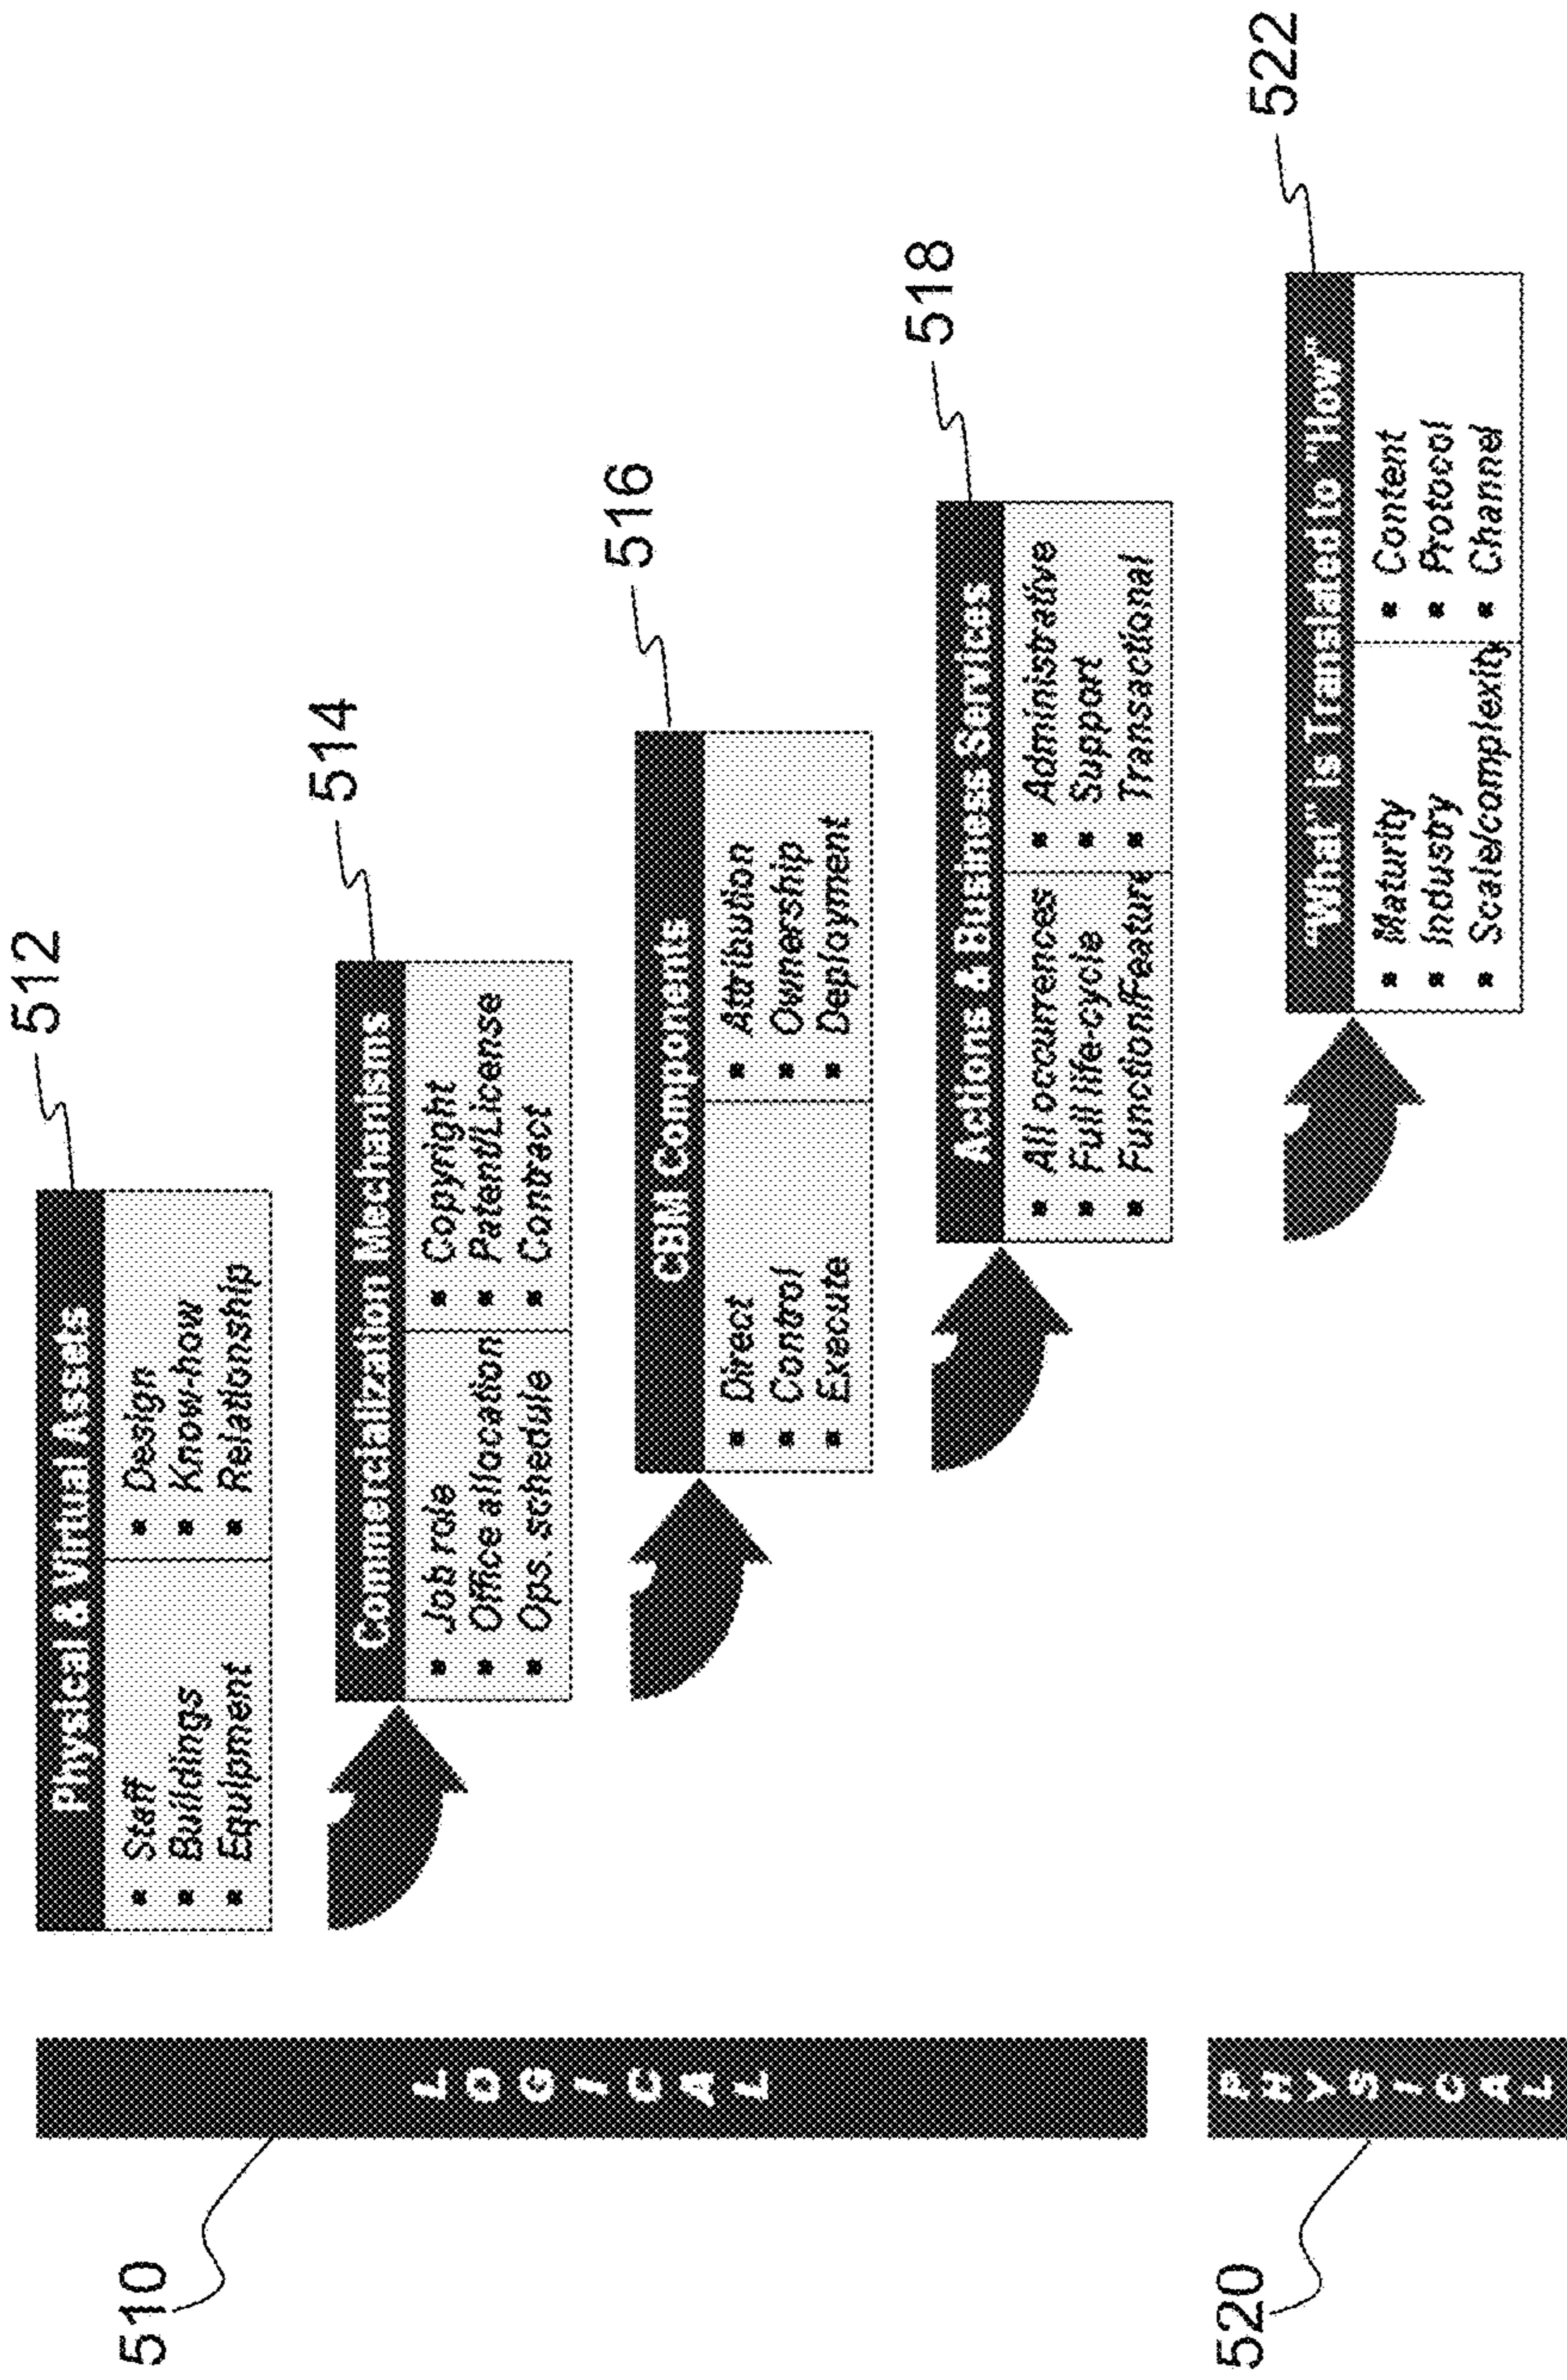 510
LOGICAL
512
Physical & Virtual Assets
▪ Staff
▪ Buildings
▪ Equipment
▪ Design
▪ Know-how
▪ Relationship
514
Commercialization Mechanisms
▪ Job role
▪ Office allocation
▪ Ops. schedule
▪ Copyright
▪ Patent/License
▪ Contract
516
CBM Components
▪ Direct
▪ Control
▪ Execute
▪ Attribution
▪ Ownership
▪ Deployment
518
Actions & Business Services
▪ All occurrences
▪ Full life-cycle
▪ Function/Feature
▪ Administrative
▪ Support
▪ Transactional
520
PHYSICAL
522
"What" is Translated to "How"
▪ Maturity
▪ Industry
▪ Scale/complexity
▪ Content
▪ Protocol
▪ Channel